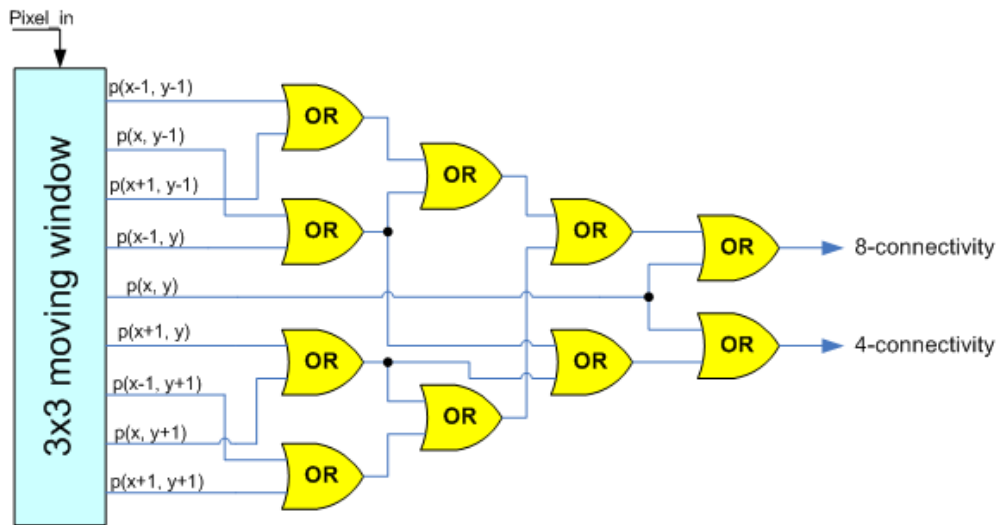 Pixel_in
3x3 moving window
p(x-1, y-1)
p(x, y-1)
p(x+1, y-1)
p(x-1, y)
p(x, y)
p(x+1, y)
p(x-1, y+1)
p(x, y+1)
p(x+1, y+1)
OR
OR
OR
OR
OR
OR
OR
OR
OR
OR
8-connectivity
4-connectivity